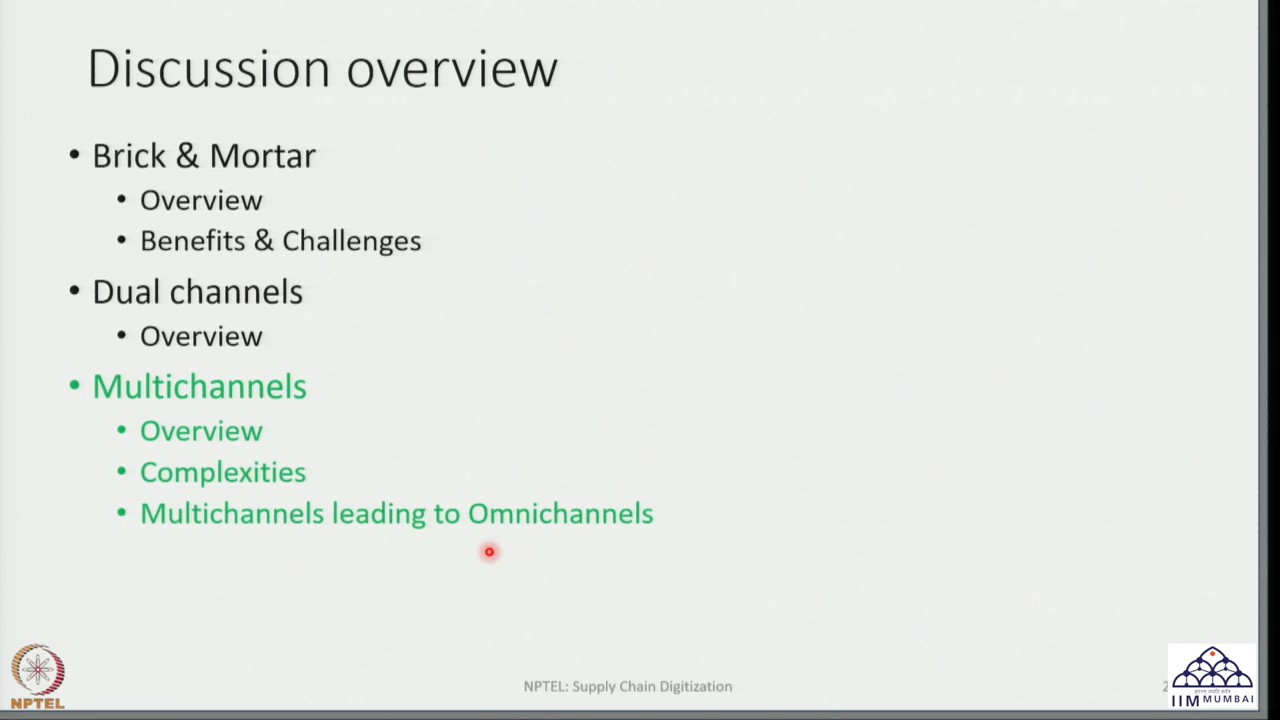 Discussion overview
• Brick & Mortar
• Overview
• Benefits & Challenges
• Dual channels
• Overview
• Multichannels
• Overview
• Complexities
• Multichannels leading to Omnichannels
NPTEL
NPTEL: Supply Chain Digitization
2
IIM MUMBAI